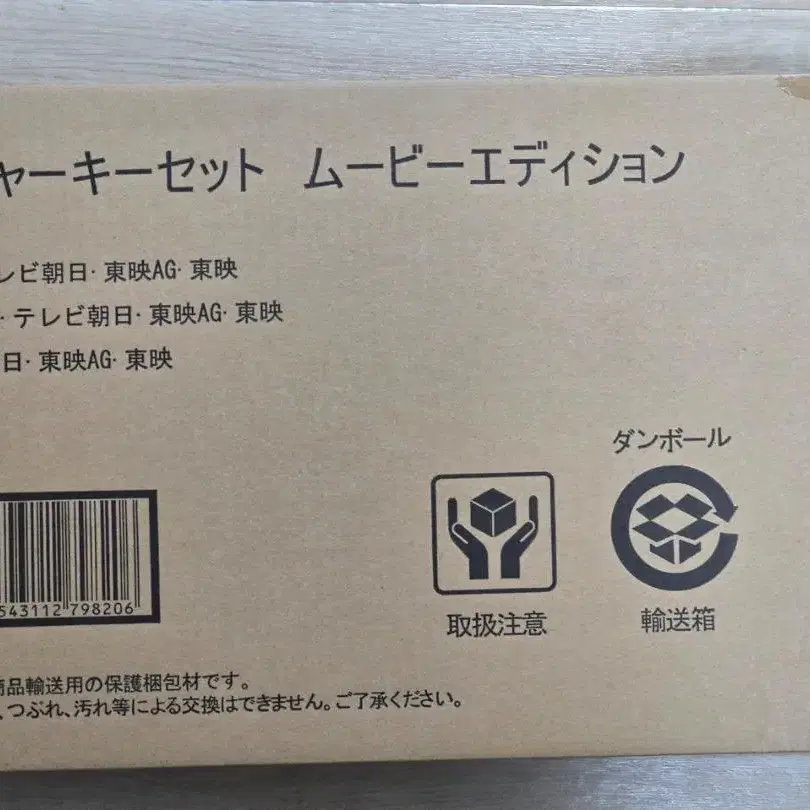 ャーキーセット ムービーエディション
レビ朝日・東映AG・東映
・テレビ朝日・東映AG・東映
日・東映AG・東映
ダンボール
取扱注意
輸送箱
543112 798206
商品輸送用の保護梱包材です。
、つぶれ、汚れ等による交換はできません。ご了承ください。